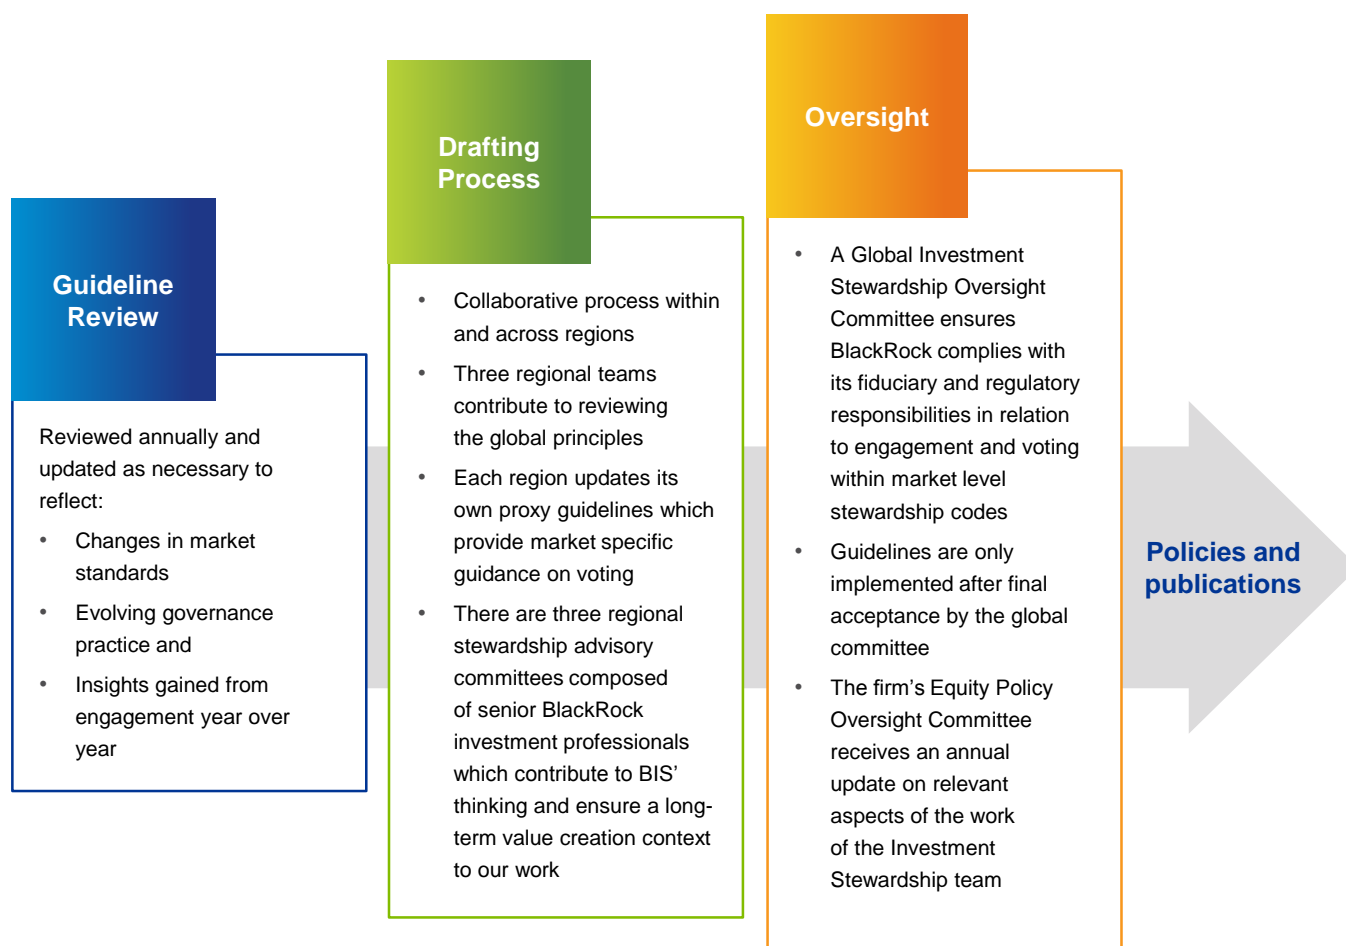 Guideline
Review
Reviewed annually and
updated as necessary to
reflect:
• Changes in market
standards
• Evolving governance
practice and
• Insights gained from
engagement year over
year
Drafting
Process
• Collaborative process within
and across regions
• Three regional teams
contribute to reviewing
the global principles
• Each region updates its
own proxy guidelines which
provide market specific
guidance on voting
• There are three regional
stewardship advisory
committees composed
of senior BlackRock
investment professionals
which contribute to BIS’
thinking and ensure a long-
term value creation context
to our work
Oversight
• A Global Investment
Stewardship Oversight
Committee ensures
BlackRock complies with
its fiduciary and regulatory
responsibilities in relation
to engagement and voting
within market level
stewardship codes
• Guidelines are only
implemented after final
acceptance by the global
committee
• The firm’s Equity Policy
Oversight Committee
receives an annual
update on relevant
aspects of the work
of the Investment
Stewardship team
Policies and
publications